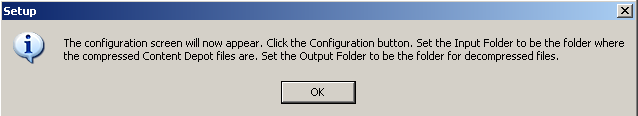 Setup
The configuration screen will now appear. Click the Configuration button. Set the Input Folder to be the folder where
the compressed Content Depot files are. Set the Output Folder to be the folder for decompressed files.
OK